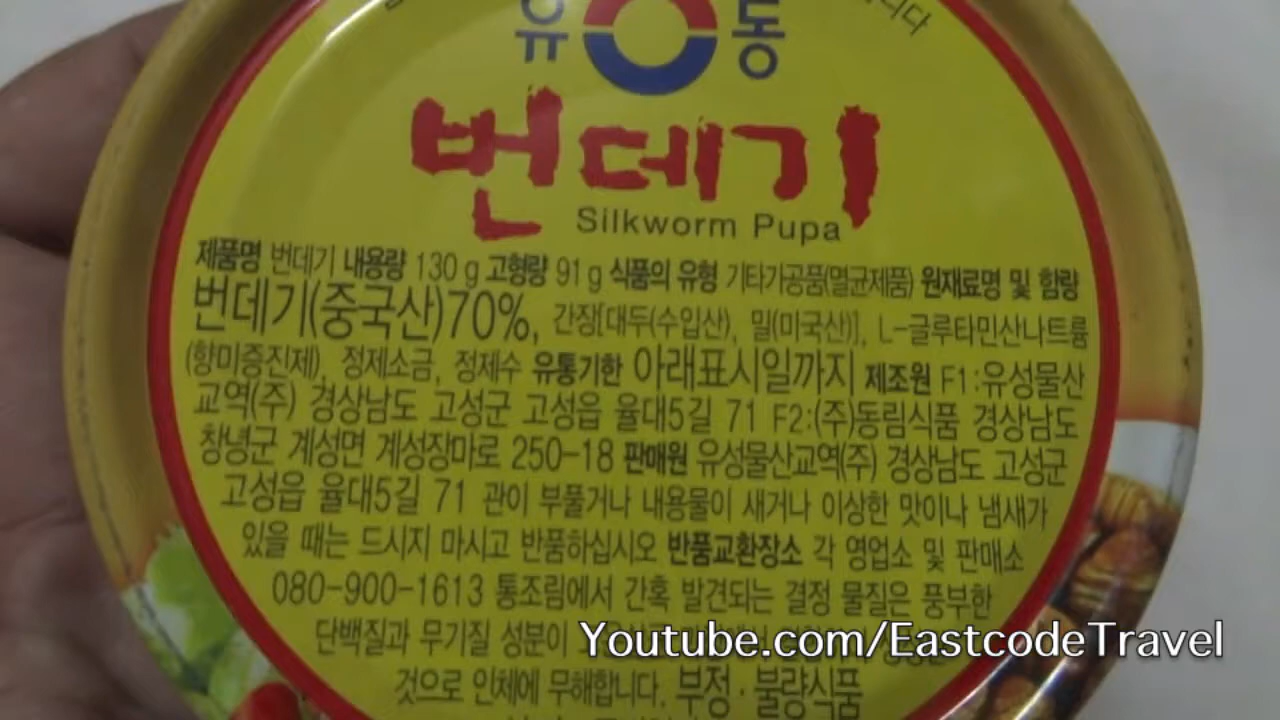 유 동
번데기
Silkworm Pupa
제품명 번데기 내용량 130 g 고형량 91 g 식품의 유형 기타가공품(멸균제품) 원재료명 및 함량
번데기(중국산)70%, 간장[대두(수입산), 밀(미국산)], L-글루타민산나트륨
(향미증진제), 정제소금, 정제수 유통기한 아래표시일까지 제조원 F1:유성물산
교역(주) 경상남도 고성군 고성읍 율대5길 71 F2:(주)동림식품 경상남도
창녕군 계성면 계성장마로 250-18 판매원 유성물산교역(주) 경상남도 고성군
고성읍 율대5길 71 관이 부풀거나 내용물이 새거나 이상한 맛이나 냄새가
있을 때는 드시지 마시고 반품하십시오 반품교환장소 각 영업소 및 판매소
080-900-1613 통조림에서 간혹 발견되는 결정 물질은 풍부한
단백질과 무기질 성분이
Youtube.com/EastcodeTravel
것으로 인체에 무해합니다. 부정·불량식품